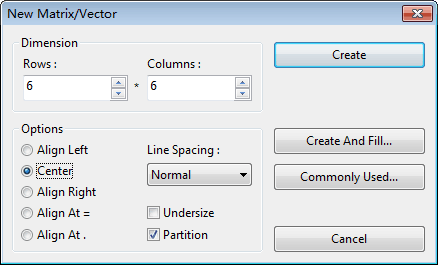 New Matrix/Vector
Dimension
Rows : Columns :
6 * 6
Create
Options
Align Left
Center
Align Right
Align At =
Align At .
Line Spacing :
Normal
Undersize
Partition
Create And Fill...
Commonly Used...
Cancel